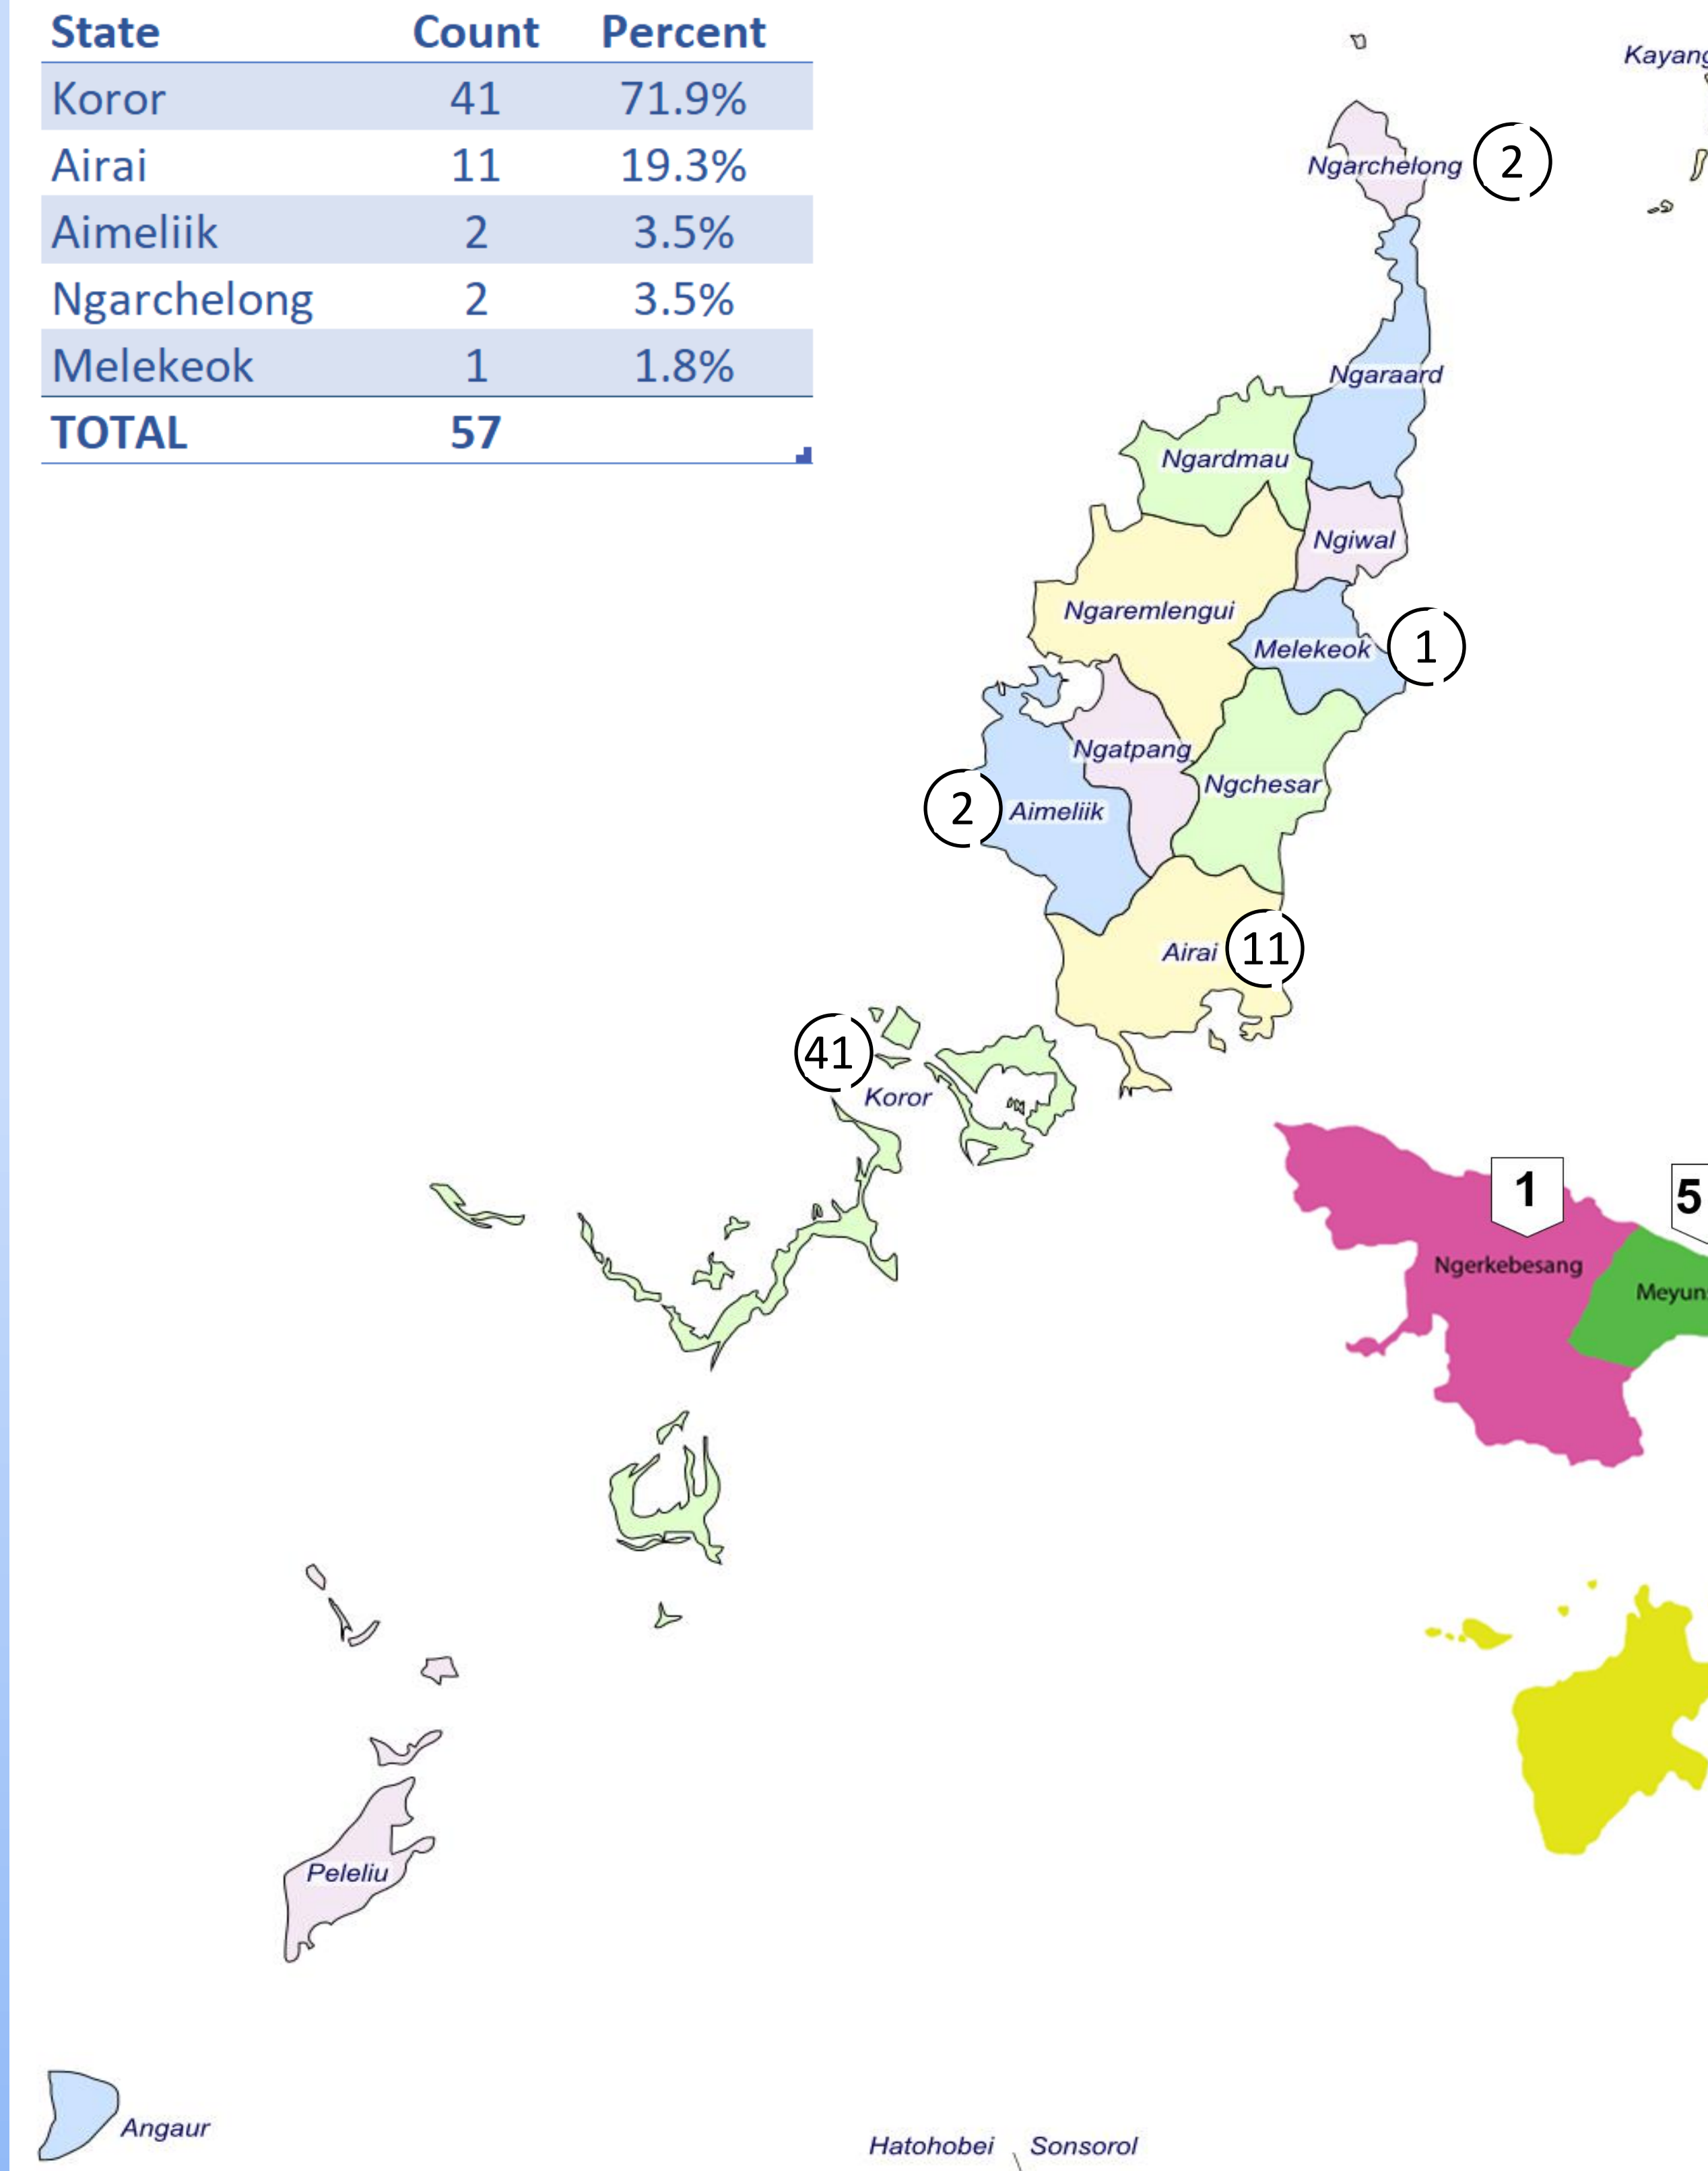 State Count Percent
Koror 41 71.9%
Airai 11 19.3%
Aimeliik 2 3.5%
Ngarchelong 2 3.5%
Melekeok 1 1.8%
TOTAL 57
Kayang
Ngarchelong 2
Ngaraard
Ngardmau
Ngiwal
Ngaremlengui
Melekeok 1
Ngatpang
Ngchesar
2 Aimeliik
Airai 11
41
Koror
1
5
Ngerkebesang
Meyun
Peleliu
Angaur
Hatohobei
Sonsorol